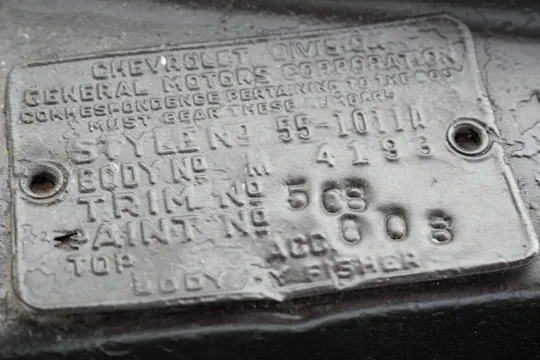 CHEVROLET DIVISION
GENERAL MOTORS CORPORATION
CORRESPONDENCE PERTAINING TO THE BODY
MUST BEAR THESE NUMBERS
STYLE No 55-1011A
BODY No M 4193
TRIM No 508
PAINT No 608
TOP ACC.
BODY BY FISHER